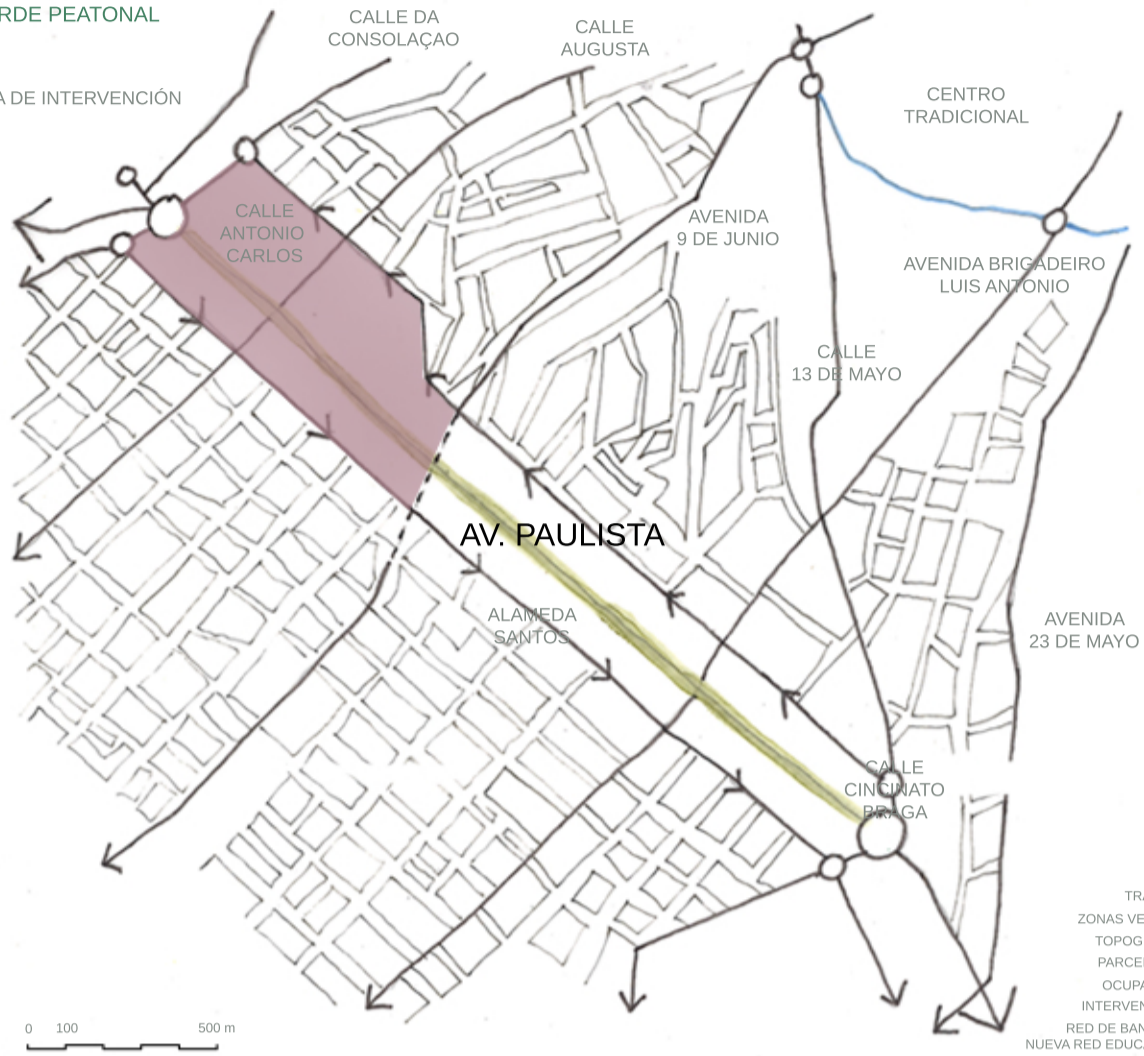 RDE PEATONAL
CALLE DA
CONSOLAÇAO
CALLE
AUGUSTA
A DE INTERVENCIÓN
CENTRO
TRADICIONAL
CALLE
ANTONIO
CARLOS
AVENIDA
9 DE JUNIO
AVENIDA BRIGADEIRO
LUIS ANTONIO
CALLE
13 DE MAYO
AV. PAULISTA
ALAMEDA
SANTOS
AVENIDA
23 DE MAYO
CALLE
CINCINATO
BRAGA
TR
ZONAS VE
TOPOG
PARCE
OCUPA
INTERVEN
RED DE BAN
NUEVA RED EDUC
0 100 500 m